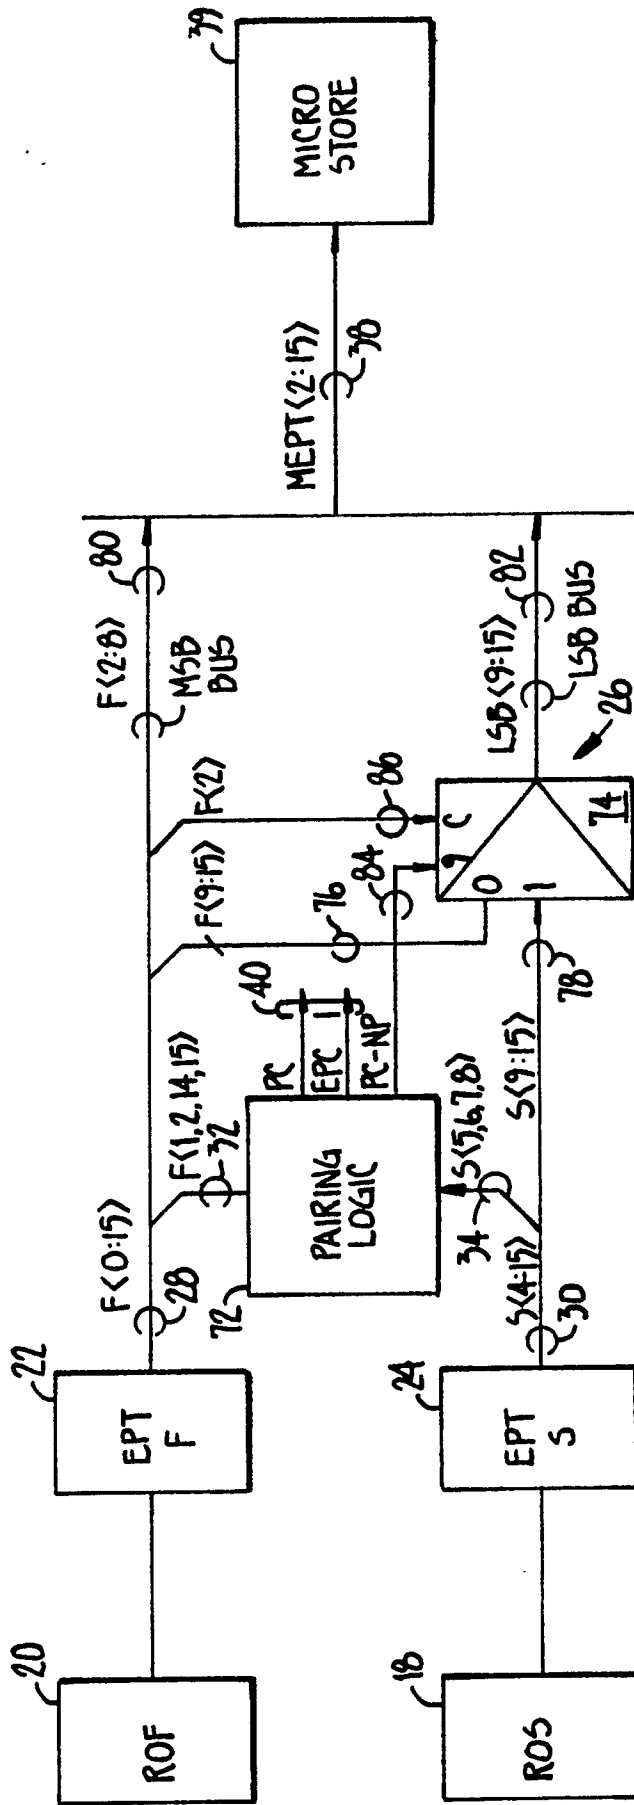 20
ROF
22
EPT
F
F<0:15>
28
F<1,2,14,15>
32
F<9:15>
76
F<2>
86
F<2:8>
80
MSB
BUS
72
PAIRING
LOGIC
PC
EPC
PC-NP
40
84
S<5,6,7,8>
34
18
ROS
24
EPT
S
S<4:15>
30
S<9:15>
78
0
1
C
74
26
LSB<9:15>
82
LSB BUS
MEPT<2:15>
38
39
MICRO
STORE